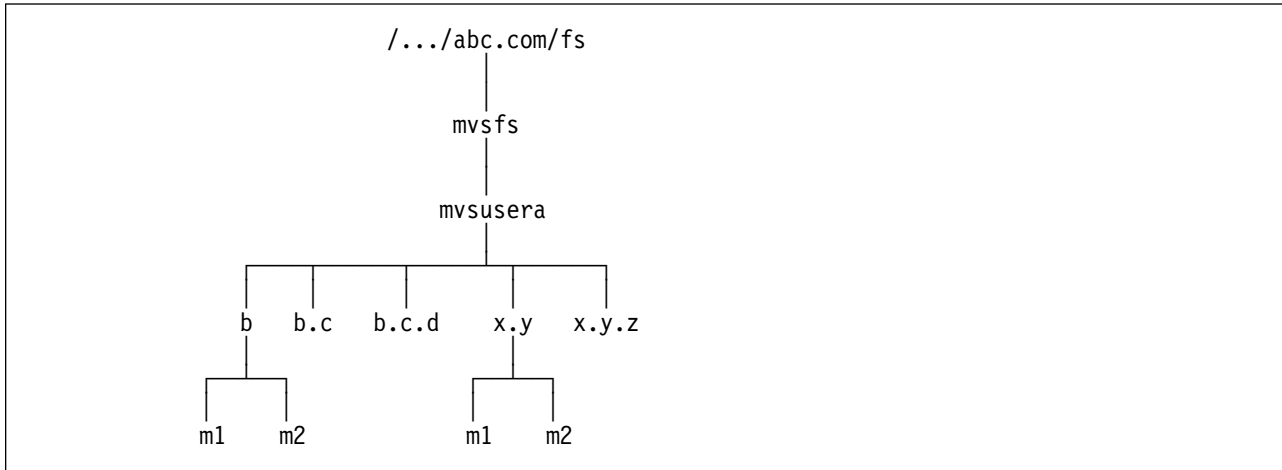 /.../abc.com/fs
mvsfs
mvsusera
b b.c b.c.d x.y x.y.z
m1 m2 m1 m2